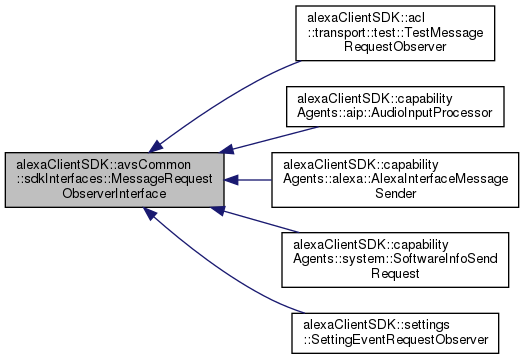 alexaClientSDK::acl
::transport::test::TestMessage
RequestObserver
alexaClientSDK::capability
Agents::aip::AudioInputProcessor
alexaClientSDK::avsCommon
::sdkInterfaces::MessageRequest
ObserverInterface
alexaClientSDK::capability
Agents::alexa::AlexaInterfaceMessage
Sender
alexaClientSDK::capability
Agents::system::SoftwareInfoSend
Request
alexaClientSDK::settings
::SettingEventRequestObserver